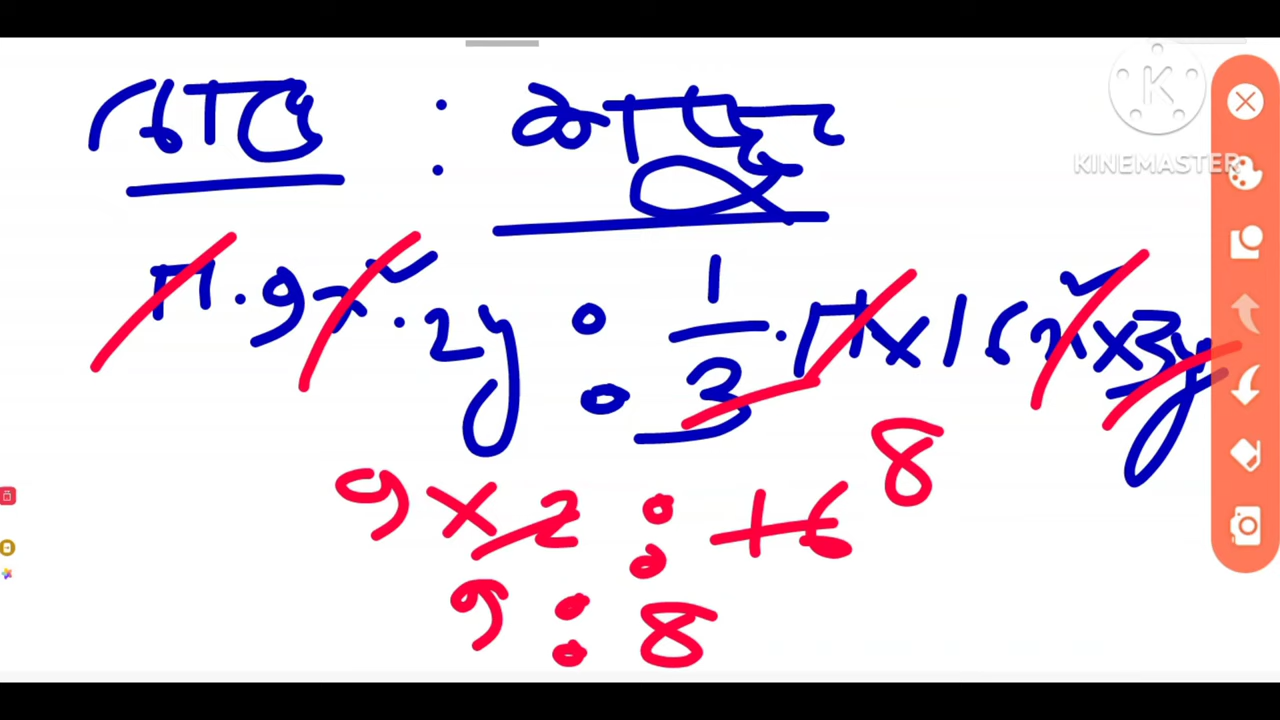 KINEMASTER
π · 9x² · 2y : 1/3 · π × 16x² × 3y
8
9 × 2 : 16
9 : 8